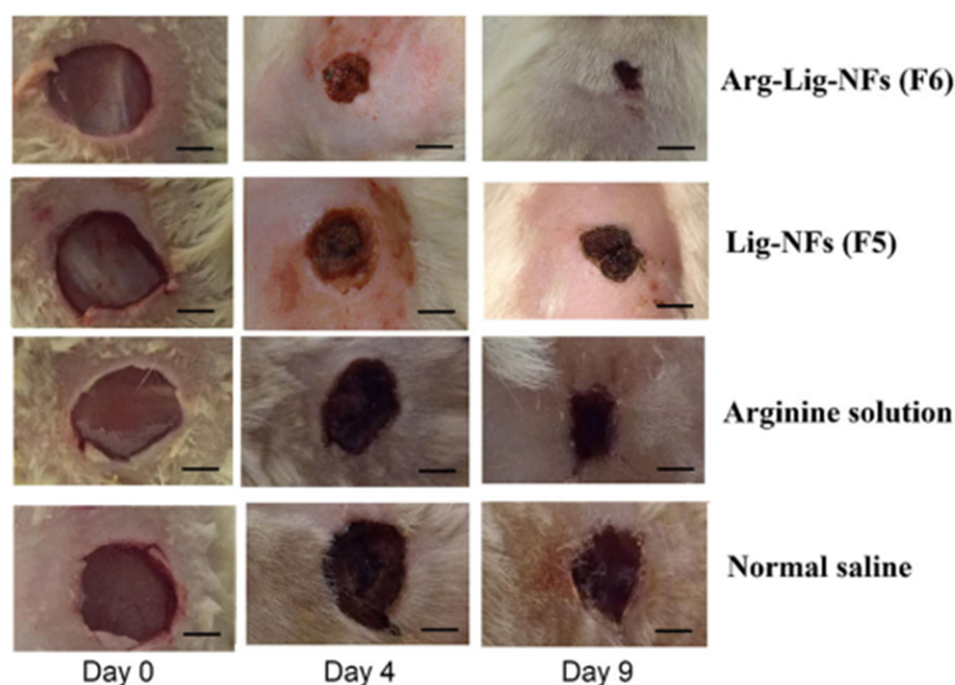 Arg-Lig-NFs (F6)
Lig-NFs (F5)
Arginine solution
Normal saline
Day 0 Day 4 Day 9